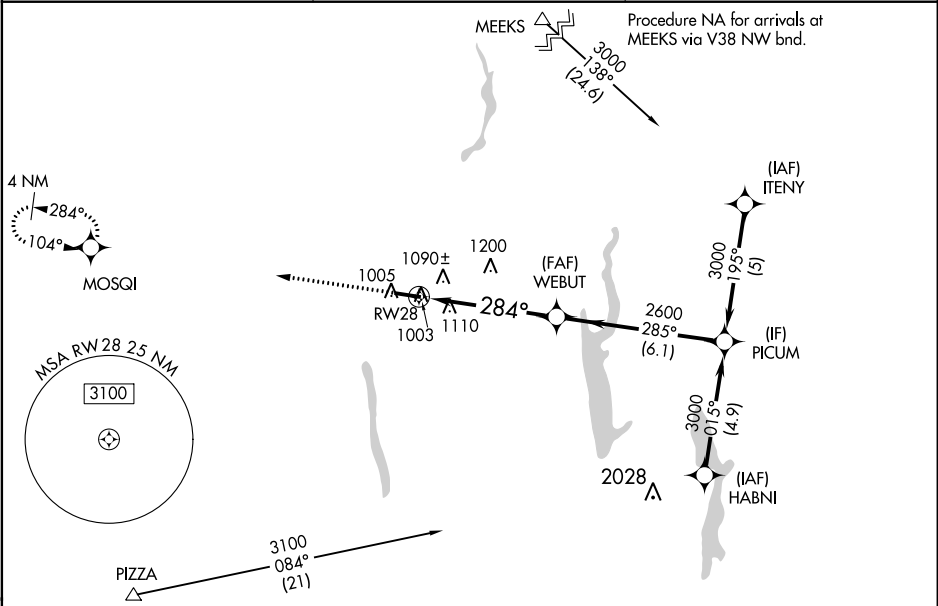 MEEKS
Procedure NA for arrivals at
MEEKS via V38 NW bnd.
3000
138°
(24.6)
(IAF)
ITENY
4 NM
284°
104°
MOSQI
3000
195°
(5)
1005
1090±
1200
(FAF)
WEBUT
RW28
1003
1110
284°
2600
285°
(6.1)
(IF)
PICUM
MSA RW 28 25 NM
3100
3000
015°
(4.9)
2028
(IAF)
HABNI
PIZZA
3100
084°
(21)